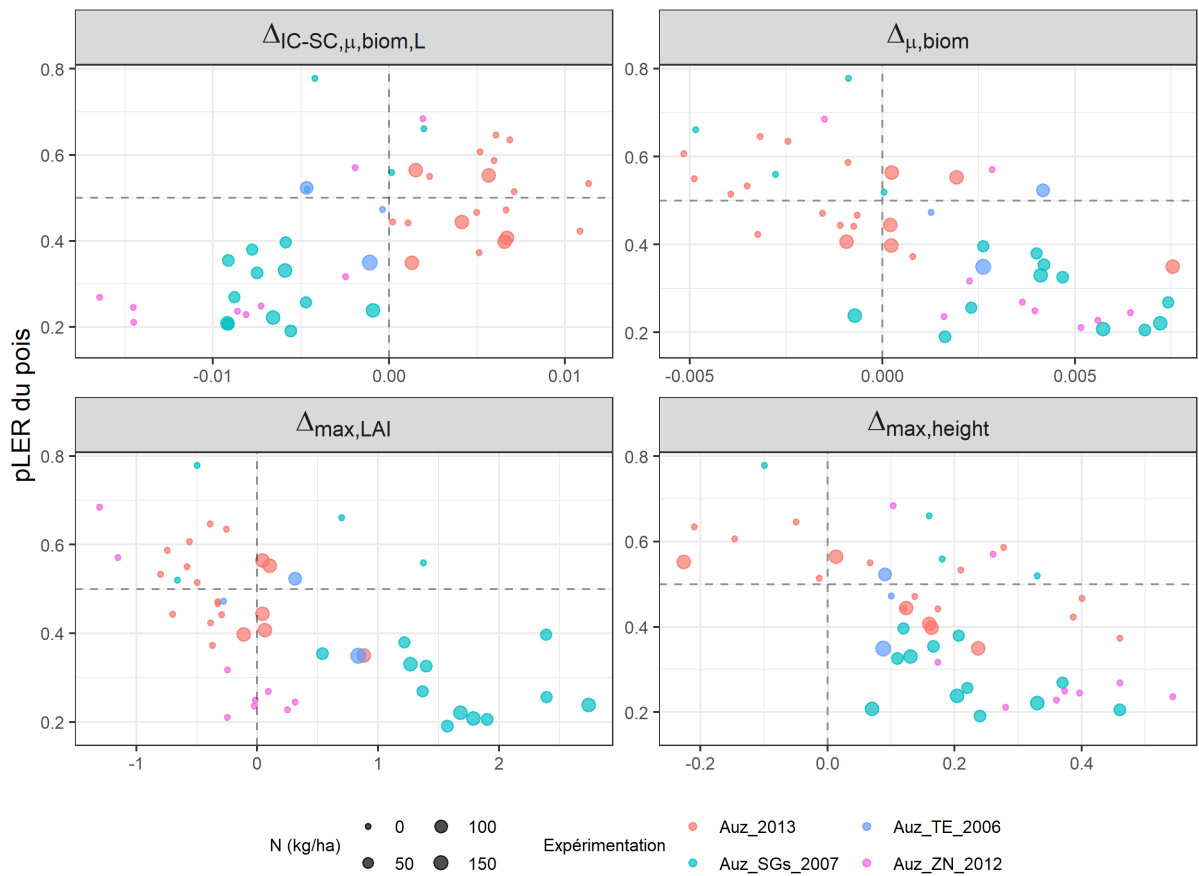 ΔIC-SC,μ,biom,L
Δμ,biom
0.8
0.6
0.4
0.2
-0.01 0.00 0.01
0.8
0.6
0.4
0.2
-0.005 0.000 0.005
pLER du pois
Δmax,LAI
Δmax,height
0.8
0.6
0.4
0.2
-1 0 1 2
0.8
0.6
0.4
0.2
-0.2 0.0 0.2 0.4
N (kg/ha)
0 100
50 150
Expérimentation
Auz_2013 Auz_TE_2006
Auz_SGs_2007 Auz_ZN_2012